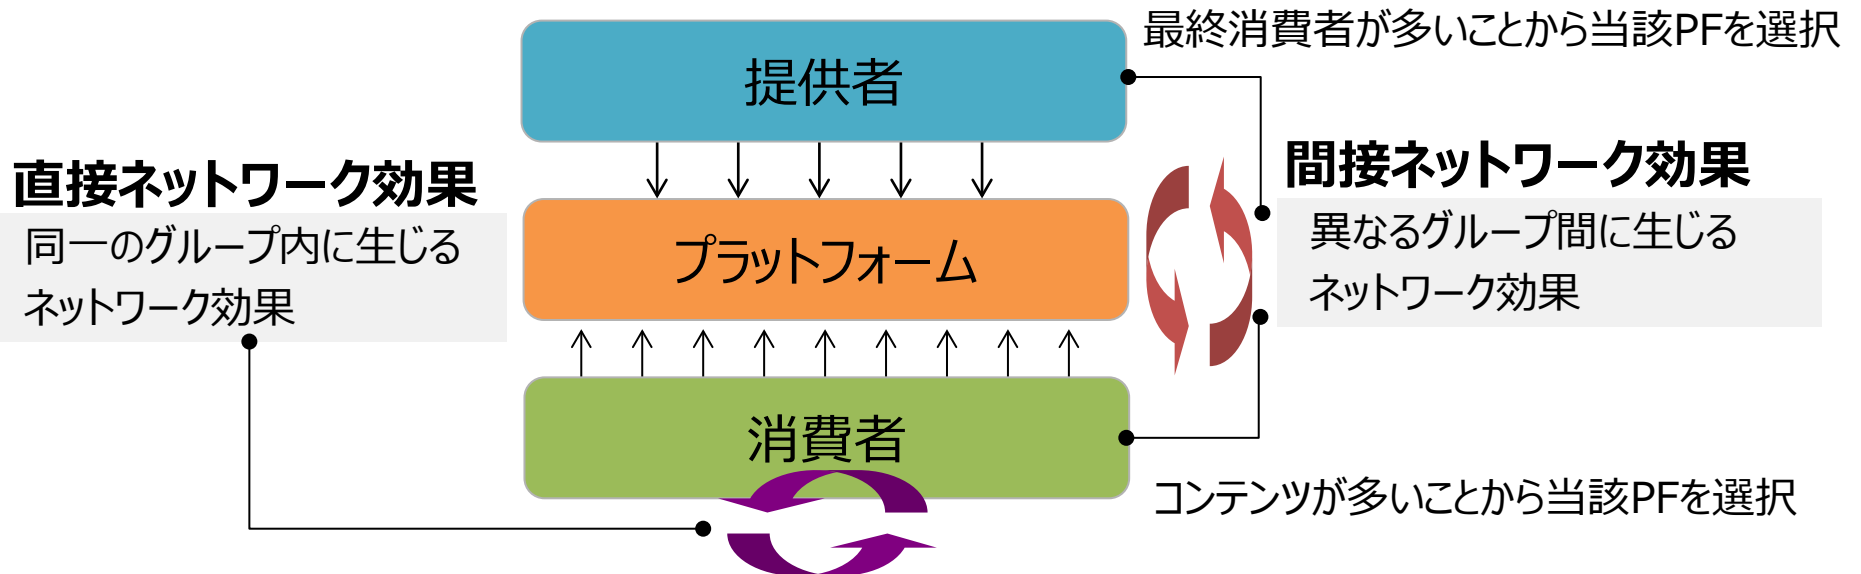 最終消費者が多いことから当該PFを選択
提供者
直接ネットワーク効果
同一のグループ内に生じる
ネットワーク効果
プラットフォーム
間接ネットワーク効果
異なるグループ間に生じる
ネットワーク効果
消費者
コンテンツが多いことから当該PFを選択